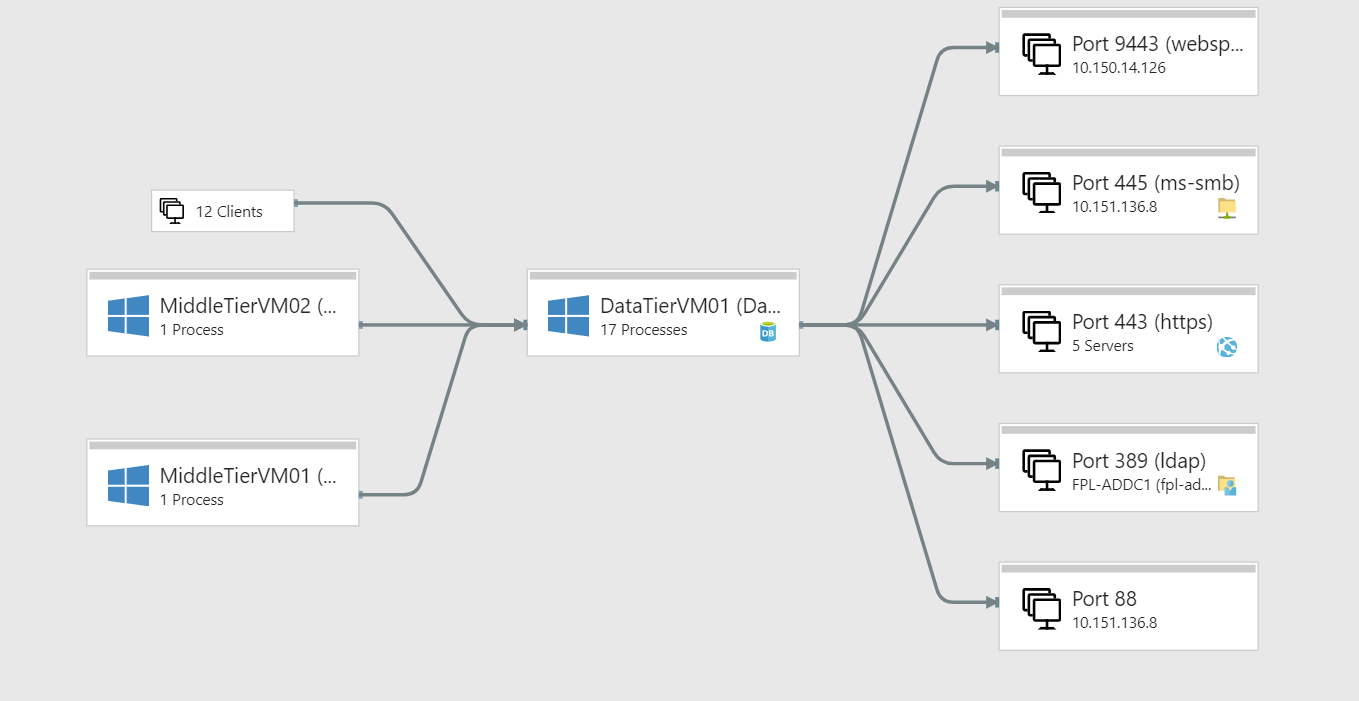 12 Clients
MiddleTierVM02 (...
1 Process
MiddleTierVM01 (...
1 Process
DataTierVM01 (Da...
17 Processes
DB
Port 9443 (websp...
10.150.14.126
Port 445 (ms-smb)
10.151.136.8
Port 443 (https)
5 Servers
Port 389 (ldap)
FPL-ADDC1 (fpl-ad...
Port 88
10.151.136.8